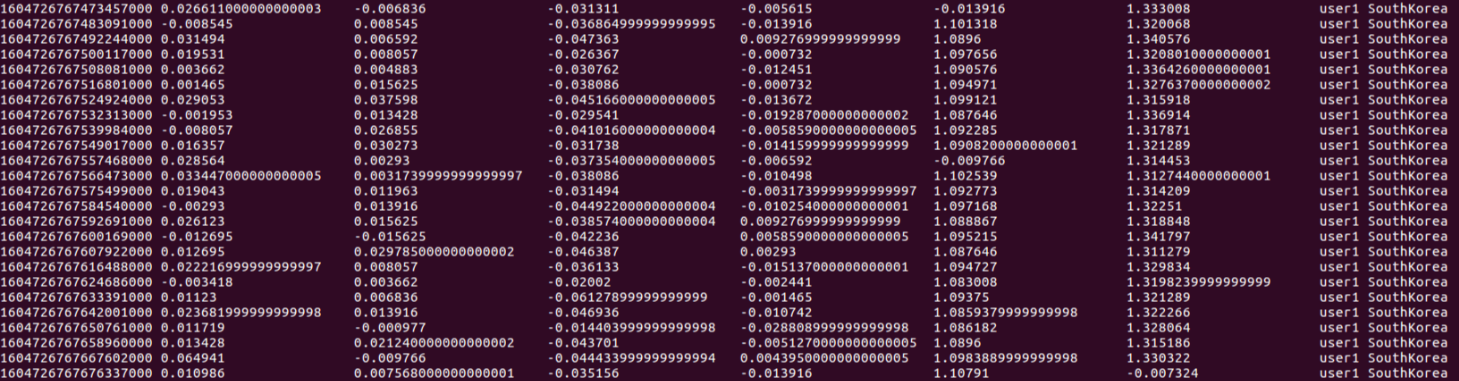 1604726767473457000 0.026611000000000003 -0.006836 -0.031311 -0.005615 -0.013916 1.333008 user1 SouthKorea
1604726767483091000 -0.008545 0.008545 -0.036864999999999995 -0.013916 1.101318 1.320068 user1 SouthKorea
1604726767492244000 0.031494 0.006592 -0.047363 0.009276999999999999 1.0896 1.340576 user1 SouthKorea
1604726767500117000 0.019531 0.008057 -0.026367 -0.000732 1.097656 1.3208010000000001 user1 SouthKorea
1604726767508081000 0.003662 0.004883 -0.030762 -0.012451 1.090576 1.3364260000000001 user1 SouthKorea
1604726767516801000 0.001465 0.015625 -0.038086 -0.000732 1.094971 1.3276370000000002 user1 SouthKorea
1604726767524924000 0.029053 0.037598 -0.045166000000000005 -0.013672 1.099121 1.315918 user1 SouthKorea
1604726767532313000 -0.001953 0.013428 -0.029541 -0.019287000000000002 1.087646 1.336914 user1 SouthKorea
1604726767539984000 -0.008057 0.026855 -0.041016000000000004 -0.0058590000000000005 1.092285 1.317871 user1 SouthKorea
1604726767549017000 0.016357 0.030273 -0.031738 -0.014159999999999999 1.0908200000000001 1.321289 user1 SouthKorea
1604726767557468000 0.028564 0.00293 -0.037354000000000005 -0.006592 -0.009766 1.314453 user1 SouthKorea
1604726767566473000 0.033447000000000005 0.0031739999999999997 -0.038086 -0.010498 1.102539 1.3127440000000001 user1 SouthKorea
1604726767575499000 0.019043 0.011963 -0.031494 -0.0031739999999999997 1.092773 1.314209 user1 SouthKorea
1604726767584540000 -0.00293 0.013916 -0.044922000000000004 -0.010254000000000001 1.097168 1.32251 user1 SouthKorea
1604726767592691000 0.026123 0.015625 -0.038574000000000004 0.009276999999999999 1.088867 1.318848 user1 SouthKorea
1604726767600169000 -0.012695 -0.015625 -0.042236 0.0058590000000000005 1.095215 1.341797 user1 SouthKorea
1604726767607922000 0.012695 0.029785000000000002 -0.046387 0.00293 1.087646 1.311279 user1 SouthKorea
1604726767616488000 0.022216999999999997 0.008057 -0.036133 -0.015137000000000001 1.094727 1.329834 user1 SouthKorea
1604726767624686000 -0.003418 0.003662 -0.02002 -0.002441 1.083008 1.3198239999999999 user1 SouthKorea
1604726767633391000 0.01123 0.006836 -0.06127899999999999 -0.001465 1.09375 1.321289 user1 SouthKorea
1604726767642001000 0.023681999999999998 0.013916 -0.046936 -0.010742 1.0859379999999998 1.322266 user1 SouthKorea
1604726767650761000 0.011719 -0.000977 -0.014403999999999998 -0.028808999999999998 1.086182 1.328064 user1 SouthKorea
1604726767658960000 0.013428 0.021240000000000002 -0.043701 -0.0051270000000000005 1.0896 1.315186 user1 SouthKorea
1604726767667602000 0.064941 -0.009766 -0.044433999999999994 0.0043950000000000005 1.0983889999999998 1.330322 user1 SouthKorea
1604726767676337000 0.010986 0.007568000000000001 -0.035156 -0.013916 1.10791 -0.007324 user1 SouthKorea